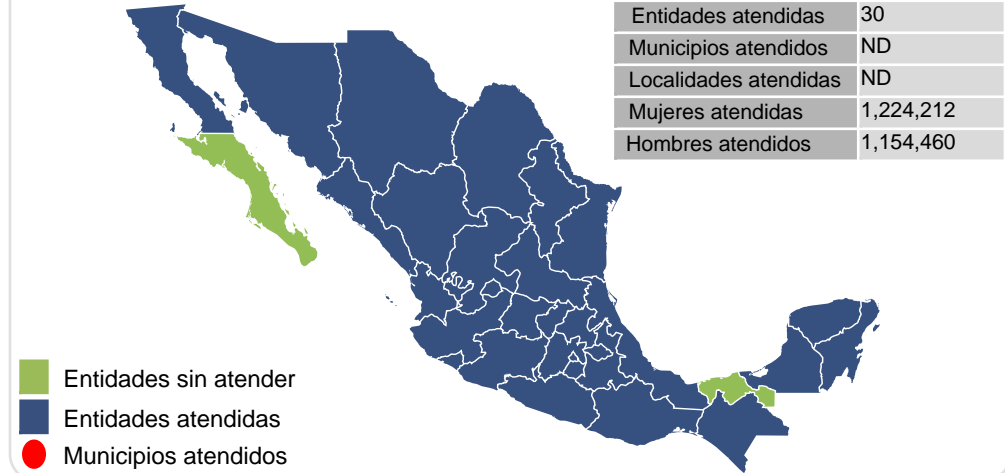 Entidades atendidas 30
Municipios atendidos ND
Localidades atendidas ND
Mujeres atendidas 1,224,212
Hombres atendidos 1,154,460
Entidades sin atender
Entidades atendidas
Municipios atendidos